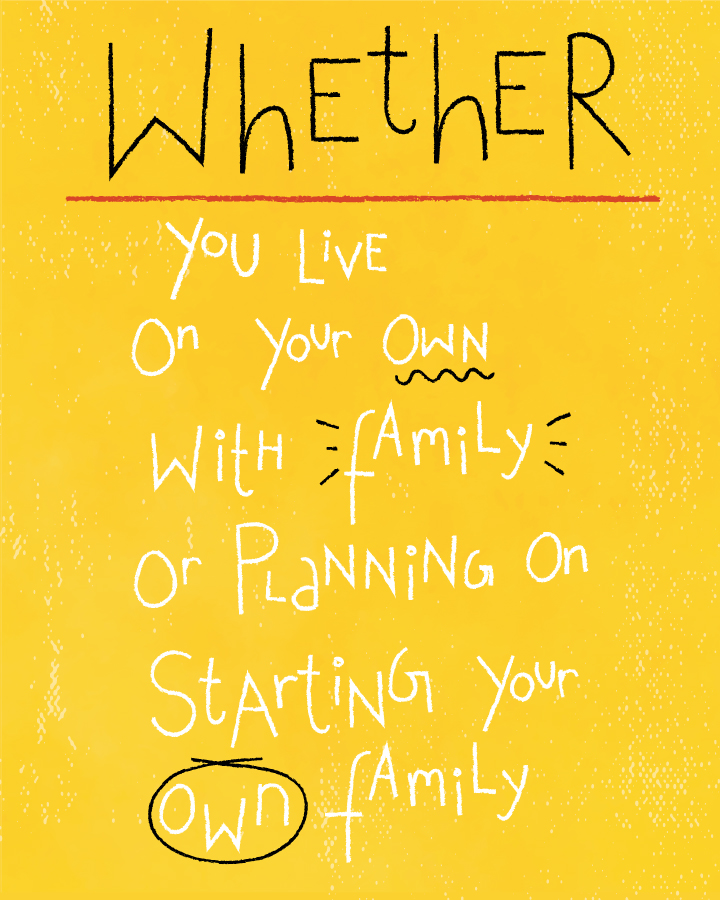 Whether
You Live
On your Own
With family
Or Planning On
Starting your
Own family